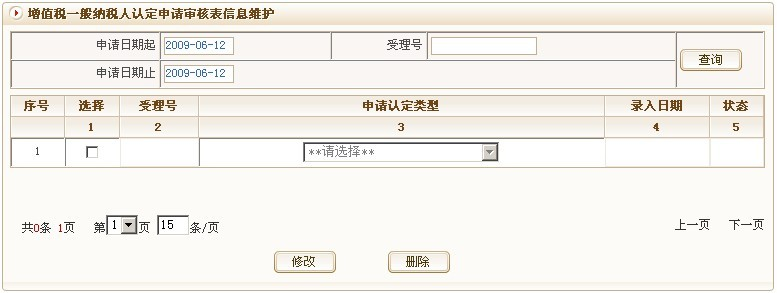 增值税一般纳税人认定申请审核表信息维护
申请日期起 2009-06-12 受理号
查询
申请日期止 2009-06-12
序号 选择 受理号 申请认定类型 录入日期 状态
1 2 3 4 5
1 **请选择**
共0条 1页 第 1 页 15 条/页 上一页 下一页
修改 删除